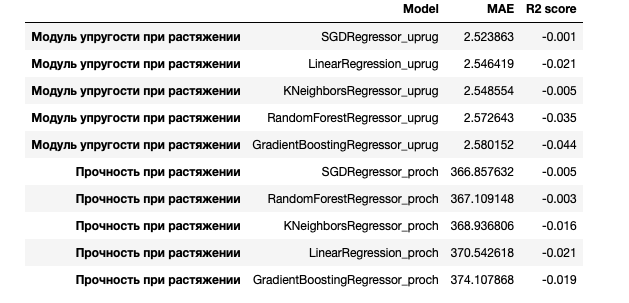 Model MAE R2 score
Модуль упругости при растяжении SGDRegressor_uprug 2.523863 -0.001
Модуль упругости при растяжении LinearRegression_uprug 2.546419 -0.021
Модуль упругости при растяжении KNeighborsRegressor_uprug 2.548554 -0.005
Модуль упругости при растяжении RandomForestRegressor_uprug 2.572643 -0.035
Модуль упругости при растяжении GradientBoostingRegressor_uprug 2.580152 -0.044
Прочность при растяжении SGDRegressor_proch 366.857632 -0.005
Прочность при растяжении RandomForestRegressor_proch 367.109148 -0.003
Прочность при растяжении KNeighborsRegressor_proch 368.936806 -0.016
Прочность при растяжении LinearRegression_proch 370.542618 -0.021
Прочность при растяжении GradientBoostingRegressor_proch 374.107868 -0.019